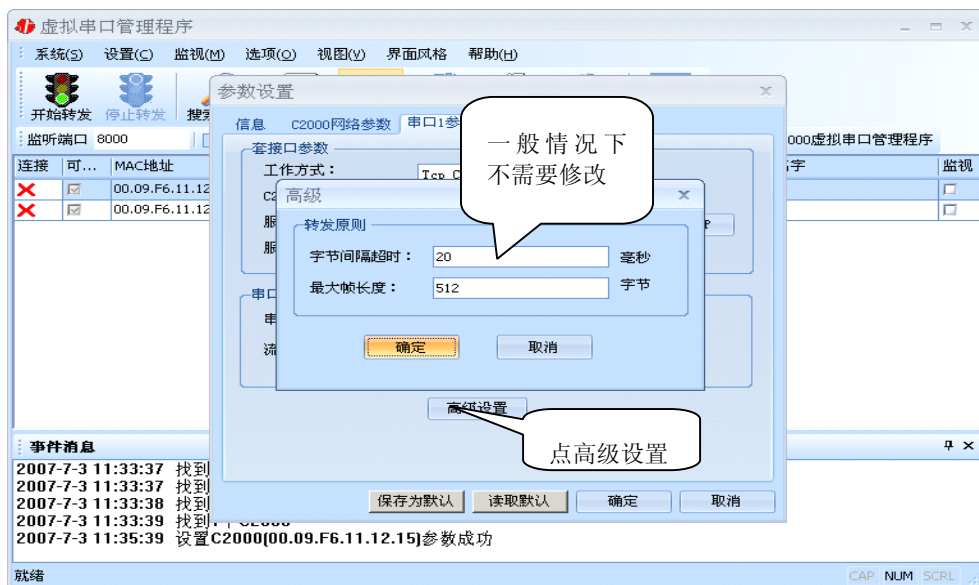 虚拟串口管理程序
系统(S) 设置(C) 监视(M) 选项(O) 视图(V) 界面风格 帮助(H)
开始转发 停止转发
监听端口 8000
000虚拟串口管理程序
连接 可... MAC地址
字 监视
00.09.F6.11.12
00.09.F6.11.12
参数设置
信息 C2000网络参数 串口1参
套接口参数
工作方式：
一般情况下
不需要修改
高级
转发原则
字节间隔超时： 20 毫秒
最大帧长度： 512 字节
确定 取消
高级设置
点高级设置
保存为默认 读取默认 确定 取消
事件消息
2007-7-3 11:33:37 找到
2007-7-3 11:33:37 找到
2007-7-3 11:33:38 找到
2007-7-3 11:33:39 找到
2007-7-3 11:35:39 设置C2000(00.09.F6.11.12.15)参数成功
就绪
CAP NUM SCRL